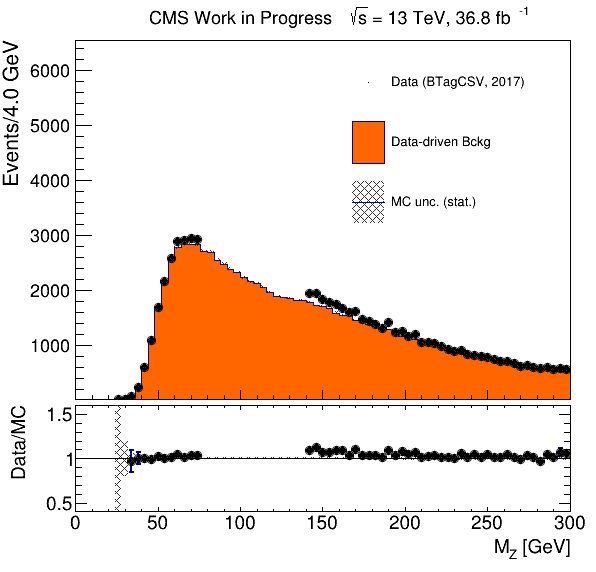 CMS Work in Progress √s = 13 TeV, 36.8 fb⁻¹
Events/4.0 GeV
6000
5000
4000
3000
2000
1000
Data (BTagCSV, 2017)
Data-driven Bckg
MC unc. (stat.)
Data/MC
1.5
1
0.5
0 50 100 150 200 250 300
M_Z [GeV]